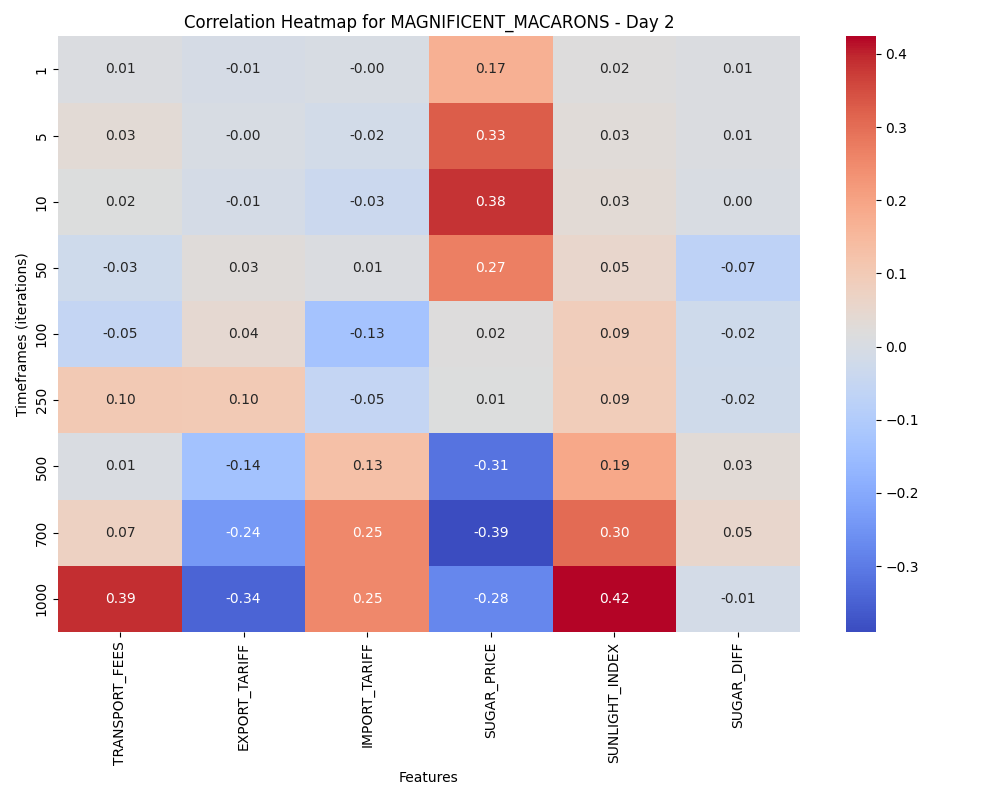 Correlation Heatmap for MAGNIFICENT_MACARONS - Day 2
Timeframes (iterations)
1 0.01 -0.01 -0.00 0.17 0.02 0.01
5 0.03 -0.00 -0.02 0.33 0.03 0.01
10 0.02 -0.01 -0.03 0.38 0.03 0.00
50 -0.03 0.03 0.01 0.27 0.05 -0.07
100 -0.05 0.04 -0.13 0.02 0.09 -0.02
250 0.10 0.10 -0.05 0.01 0.09 -0.02
500 0.01 -0.14 0.13 -0.31 0.19 0.03
700 0.07 -0.24 0.25 -0.39 0.30 0.05
1000 0.39 -0.34 0.25 -0.28 0.42 -0.01
TRANSPORT_FEES
EXPORT_TARIFF
IMPORT_TARIFF
SUGAR_PRICE
SUNLIGHT_INDEX
SUGAR_DIFF
Features
0.4
0.3
0.2
0.1
0.0
−0.1
−0.2
−0.3